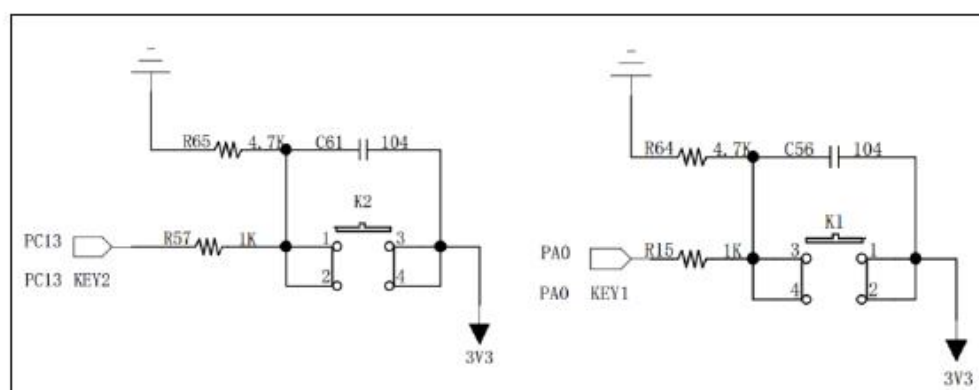 R65 4.7K C61 104
K2
PC13 R57 1K 1 3
PC13 KEY2 2 4
3V3
R64 4.7K C56 104
K1
PA0 R15 1K 3 1
PA0 KEY1 4 2
3V3